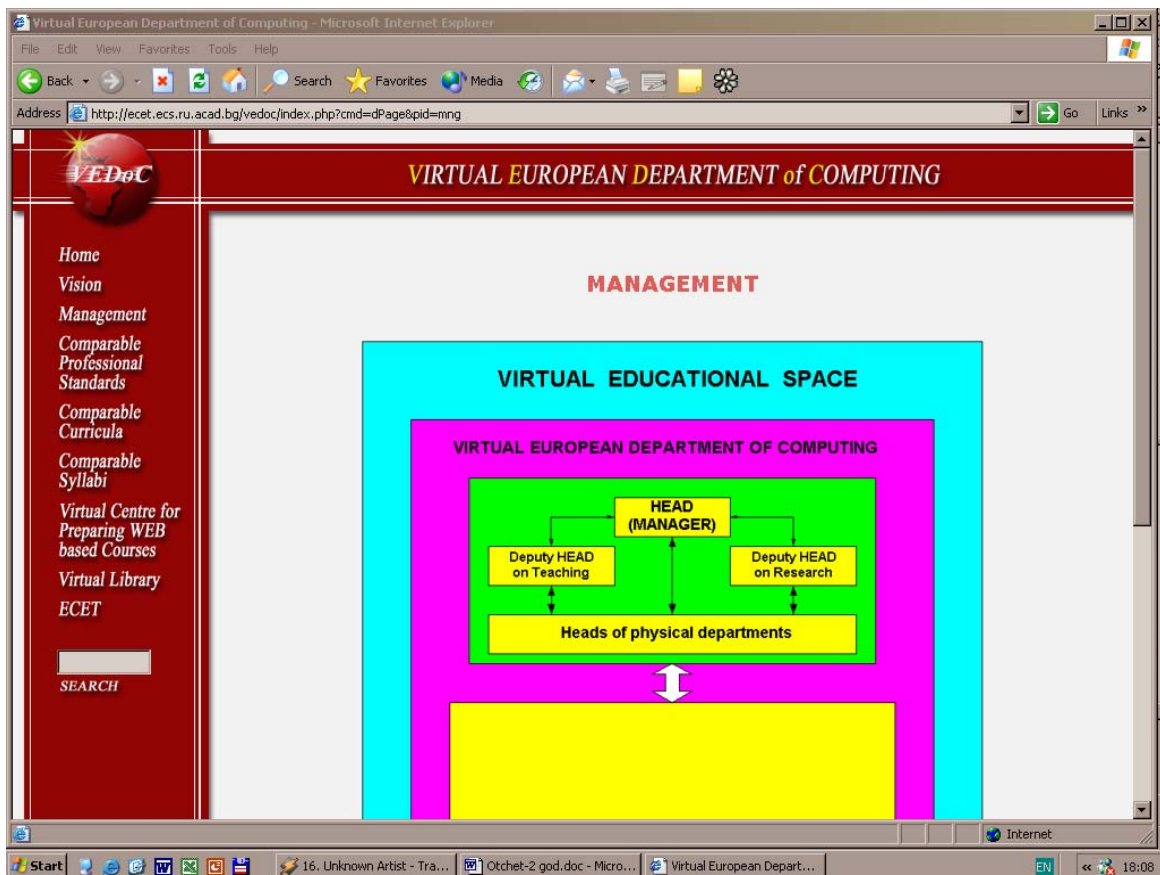 Virtual European Department of Computing - Microsoft Internet Explorer
File Edit View Favorites Tools Help
Back Search Favorites Media
Address http://ecet.ecs.ru.acad.bg/vedoc/index.php?cmd=dPage&pid=mng Go Links »
VEDoC
VIRTUAL EUROPEAN DEPARTMENT of COMPUTING
Home
Vision
Management
Comparable
Professional
Standards
Comparable
Curricula
Comparable
Syllabi
Virtual Centre for
Preparing WEB
based Courses
Virtual Library
ECET
SEARCH
MANAGEMENT
VIRTUAL EDUCATIONAL SPACE
VIRTUAL EUROPEAN DEPARTMENT OF COMPUTING
HEAD
(MANAGER)
Deputy HEAD
on Teaching
Deputy HEAD
on Research
Heads of physical departments
Internet
Start 16. Unknown Artist - Tra... Otchet-2 god.doc - Micro... Virtual European Depart... EN « 18:08